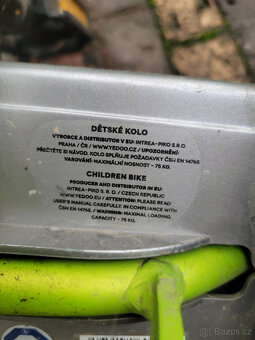 DĚTSKÉ KOLO
VÝROBCE A DISTRIBUTOR V EU: INTREA-PIKO S.R.O.
PRAHA / ČR / WWW.YEDOO.CZ / UPOZORNĚNÍ:
PŘEČTĚTE SI NÁVOD. KOLO SPLŇUJE POŽADAVKY ČSN EN 14765
VAROVÁNÍ: MAXIMÁLNÍ NOSNOST – 75 KG.
CHILDREN BIKE
PRODUCER AND DISTRIBUTOR IN EU:
INTREA-PIKO S. R. O. / CZECH REPUBLIC
WWW.YEDOO.EU / ATTENTION: PLEASE READ
USER'S MANUAL CAREFULLY. IN COMPLIANCE WITH
ČSN EN 14765. / WARNING: MAXIMAL LOADING
CAPACITY – 75 KG.
Sbazoš.cz